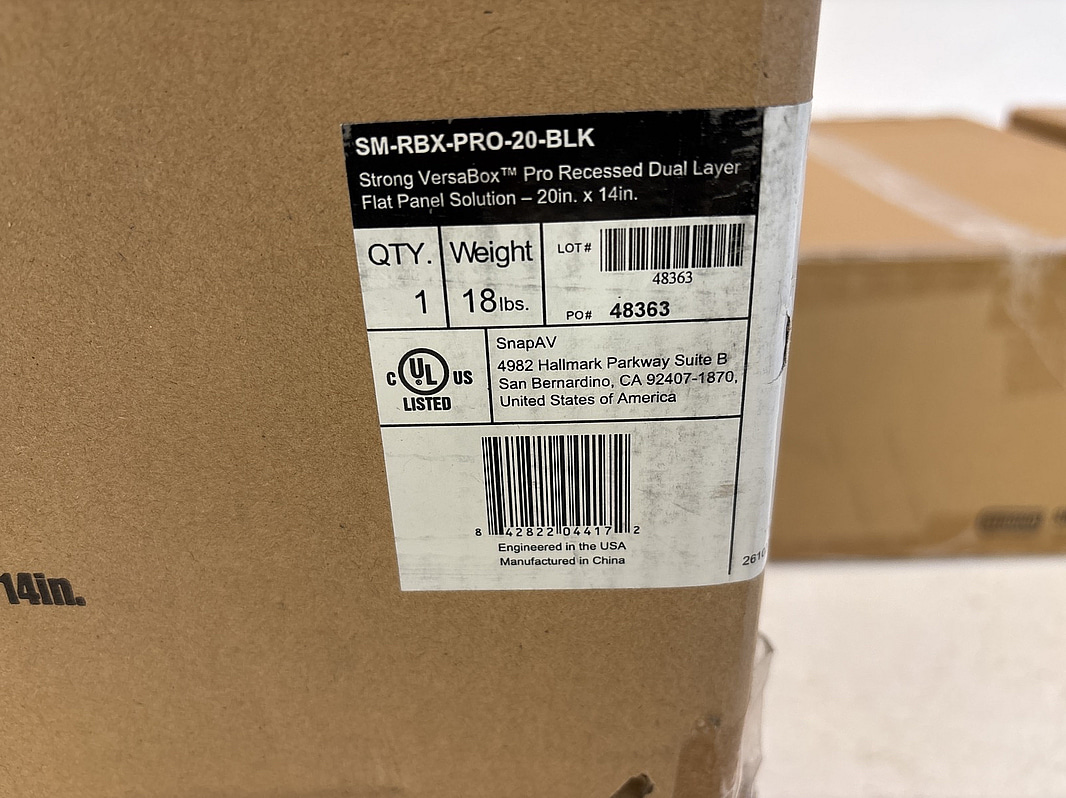 SM-RBX-PRO-20-BLK
Strong VersaBox™ Pro Recessed Dual Layer
Flat Panel Solution – 20in. x 14in.
QTY.
1
Weight
18lbs.
LOT#
48363
PO# 48363
C UL US
LISTED
SnapAV
4982 Hallmark Parkway Suite B
San Bernardino, CA 92407-1870,
United States of America
8 42822 04417 2
Engineered in the USA
Manufactured in China
14in.